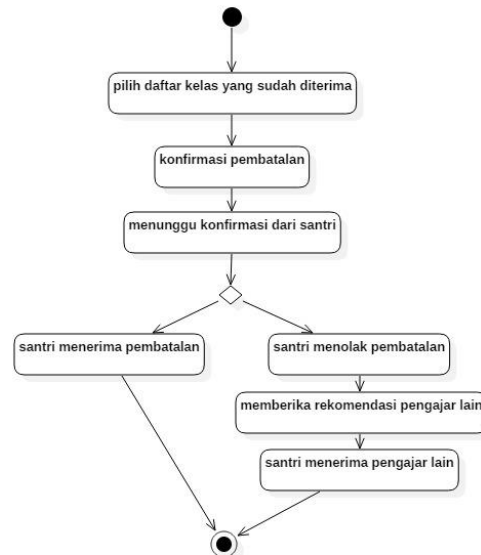 pilih daftar kelas yang sudah diterima
konfirmasi pembatalan
menunggu konfirmasi dari santri
santri menerima pembatalan
santri menolak pembatalan
memberika rekomendasi pengajar lain
santri menerima pengajar lain